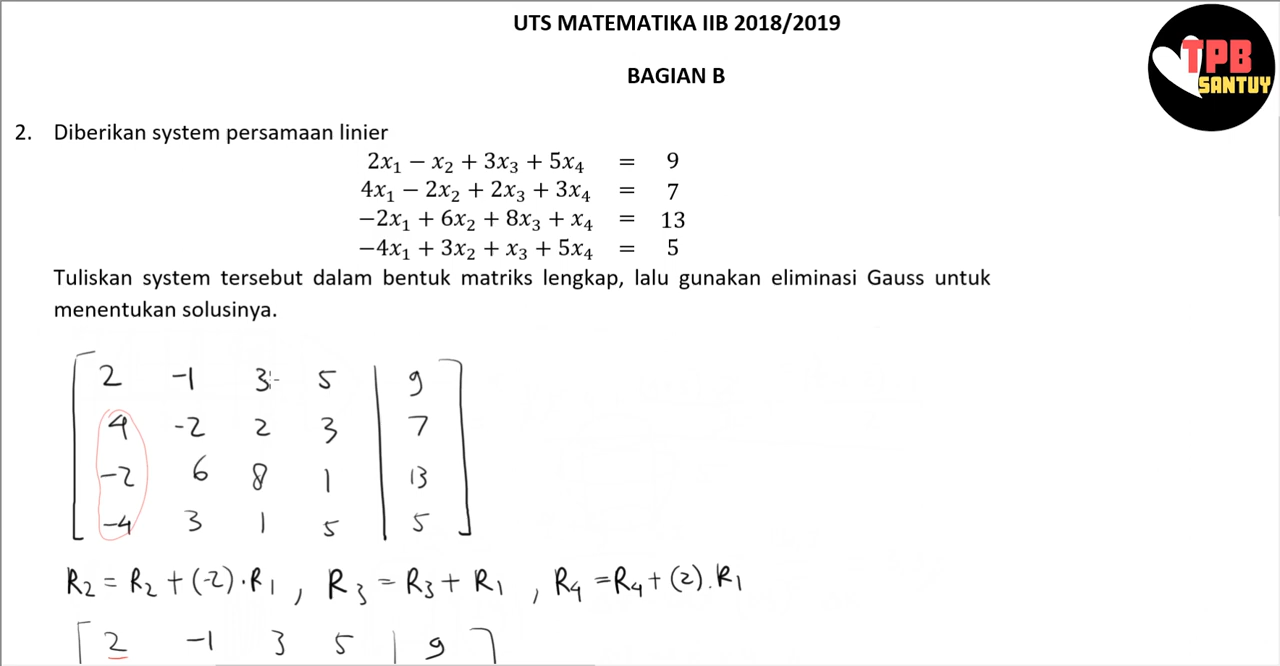 UTS MATEMATIKA IIB 2018/2019
TPB
SANTUY
BAGIAN B
2. Diberikan system persamaan linier
2x₁ − x₂ + 3x₃ + 5x₄ = 9
4x₁ − 2x₂ + 2x₃ + 3x₄ = 7
−2x₁ + 6x₂ + 8x₃ + x₄ = 13
−4x₁ + 3x₂ + x₃ + 5x₄ = 5
Tuliskan system tersebut dalam bentuk matriks lengkap, lalu gunakan eliminasi Gauss untuk
menentukan solusinya.
2 -1 3 5 | 9
4 -2 2 3 | 7
-2 6 8 1 | 13
-4 3 1 5 | 5
R₂ = R₂ + (-2)·R₁ , R₃ = R₃ + R₁ , R₄ = R₄ + (2).R₁
2 -1 3 5 | 9